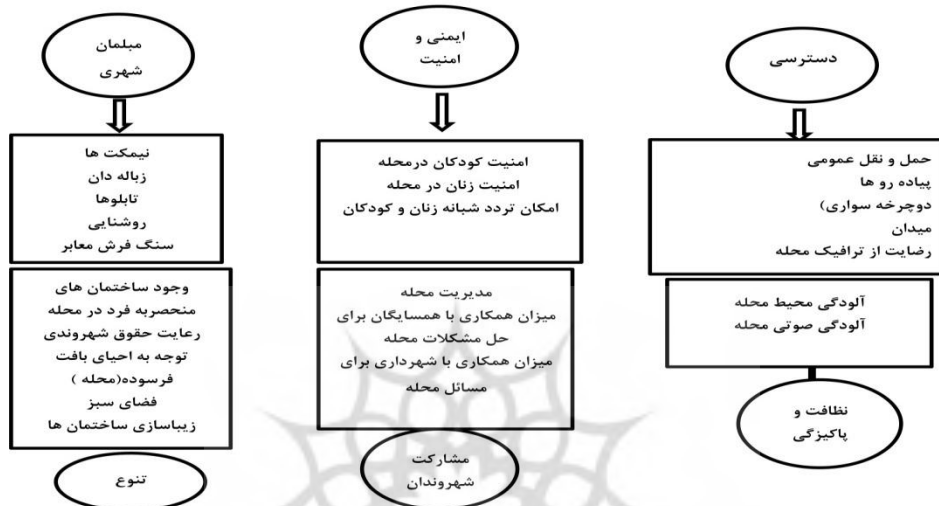 دسترسی
حمل و نقل عمومی
پیاده رو ها
دوچرخه سواری)
میدان
رضایت از ترافیک محله
آلودگی محیط محله
آلودگی صوتی محله
نظافت و
پاکیزگی
ایمنی و
امنیت
امنیت کودکان درمحله
امنیت زنان در محله
امکان تردد شبانه زنان و کودکان
مدیریت محله
میزان همکاری با همسایگان برای
حل مشکلات محله
میزان همکاری با شهرداری برای
مسائل محله
مشارکت
شهروندان
مبلمان
شهری
نیمکت ها
زباله دان
تابلوها
روشنایی
سنگ فرش معابر
وجود ساختمان های
منحصربه فرد در محله
رعایت حقوق شهروندی
توجه به احیای بافت
فرسوده(محله )
فضای سبز
زیباسازی ساختمان ها
تنوع